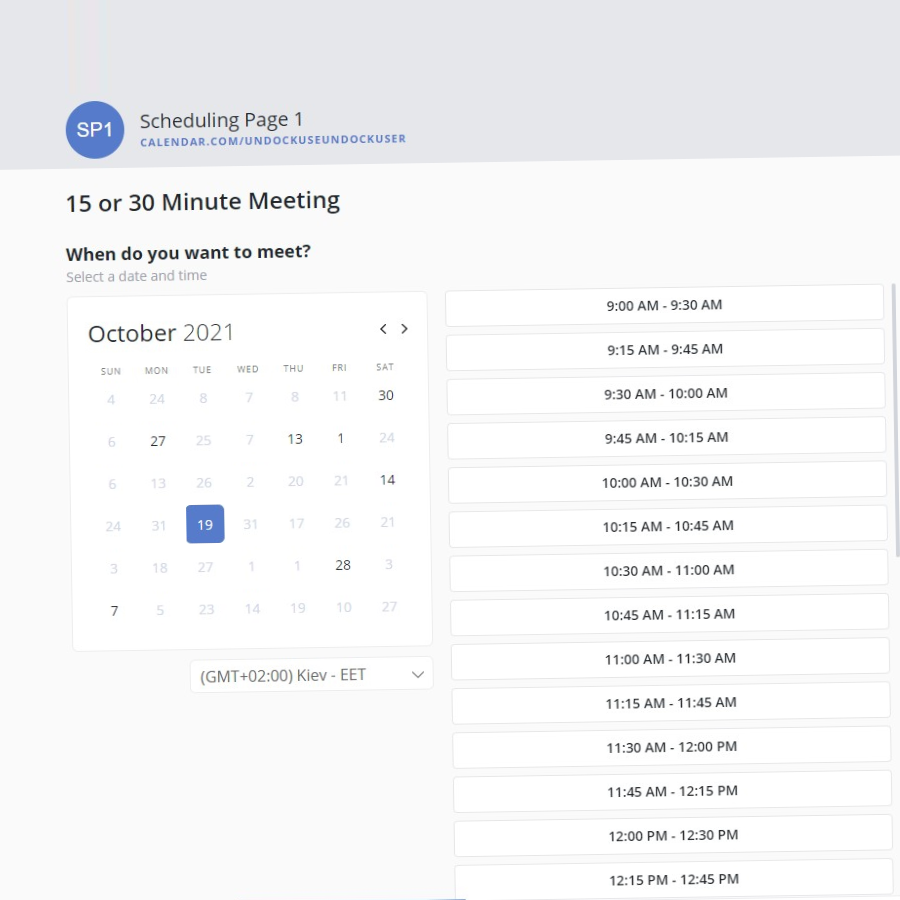 SP1
Scheduling Page 1
CALENDAR.COM/UNDOCKUSEUNDOCKUSER
15 or 30 Minute Meeting
When do you want to meet?
Select a date and time
October 2021
SUN MON TUE WED THU FRI SAT
4 24 8 7 8 11 30
6 27 25 7 13 1 24
6 13 26 2 20 21 14
24 31 19 31 17 26 21
3 18 27 1 1 28 3
7 5 23 14 19 10 27
(GMT+02:00) Kiev - EET
9:00 AM - 9:30 AM
9:15 AM - 9:45 AM
9:30 AM - 10:00 AM
9:45 AM - 10:15 AM
10:00 AM - 10:30 AM
10:15 AM - 10:45 AM
10:30 AM - 11:00 AM
10:45 AM - 11:15 AM
11:00 AM - 11:30 AM
11:15 AM - 11:45 AM
11:30 AM - 12:00 PM
11:45 AM - 12:15 PM
12:00 PM - 12:30 PM
12:15 PM - 12:45 PM